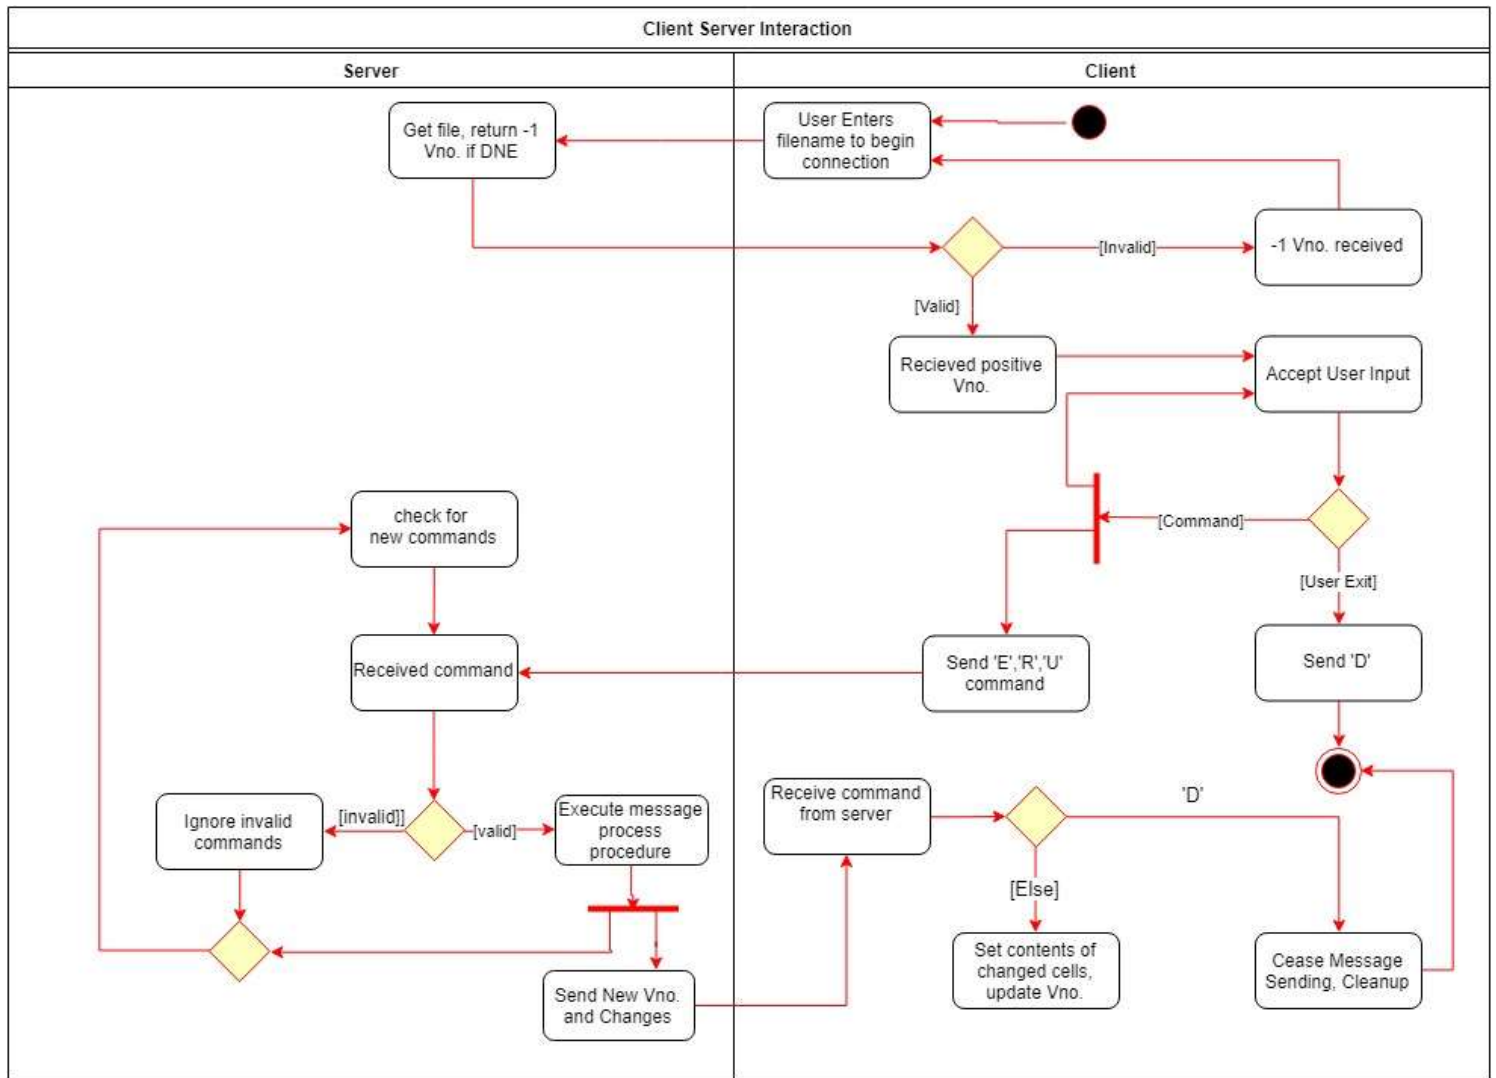 Client Server Interaction
Server
Client
Get file, return -1
Vno. if DNE
User Enters
filename to begin
connection
[Invalid]
-1 Vno. received
[Valid]
Recieved positive
Vno.
Accept User Input
check for
new commands
[Command]
[User Exit]
Received command
Send 'E','R','U'
command
Send 'D'
Ignore invalid
commands
[invalid]]
[valid]
Execute message
process
procedure
Receive command
from server
'D'
[Else]
Send New Vno.
and Changes
Set contents of
changed cells,
update Vno.
Cease Message
Sending, Cleanup